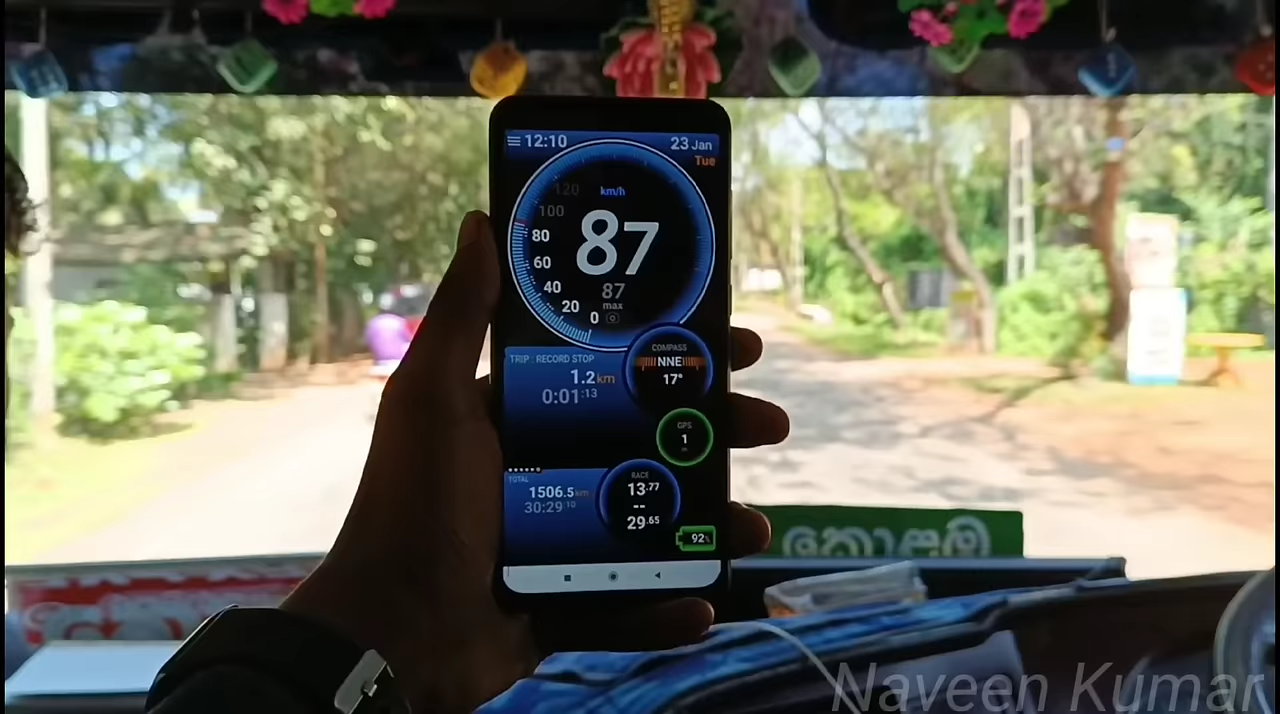 12:10
23 Jan
Tue
120
km/h
100
80
87
60
40
87
20
max
0
TRIP : RECORD STOP
1.2 km
0:01:13
COMPASS
NNE
17°
GPS
1
m
TOTAL
1506.5 km
30:29:10
RACE
13.77
--
29.65
92%
Naveen Kumar